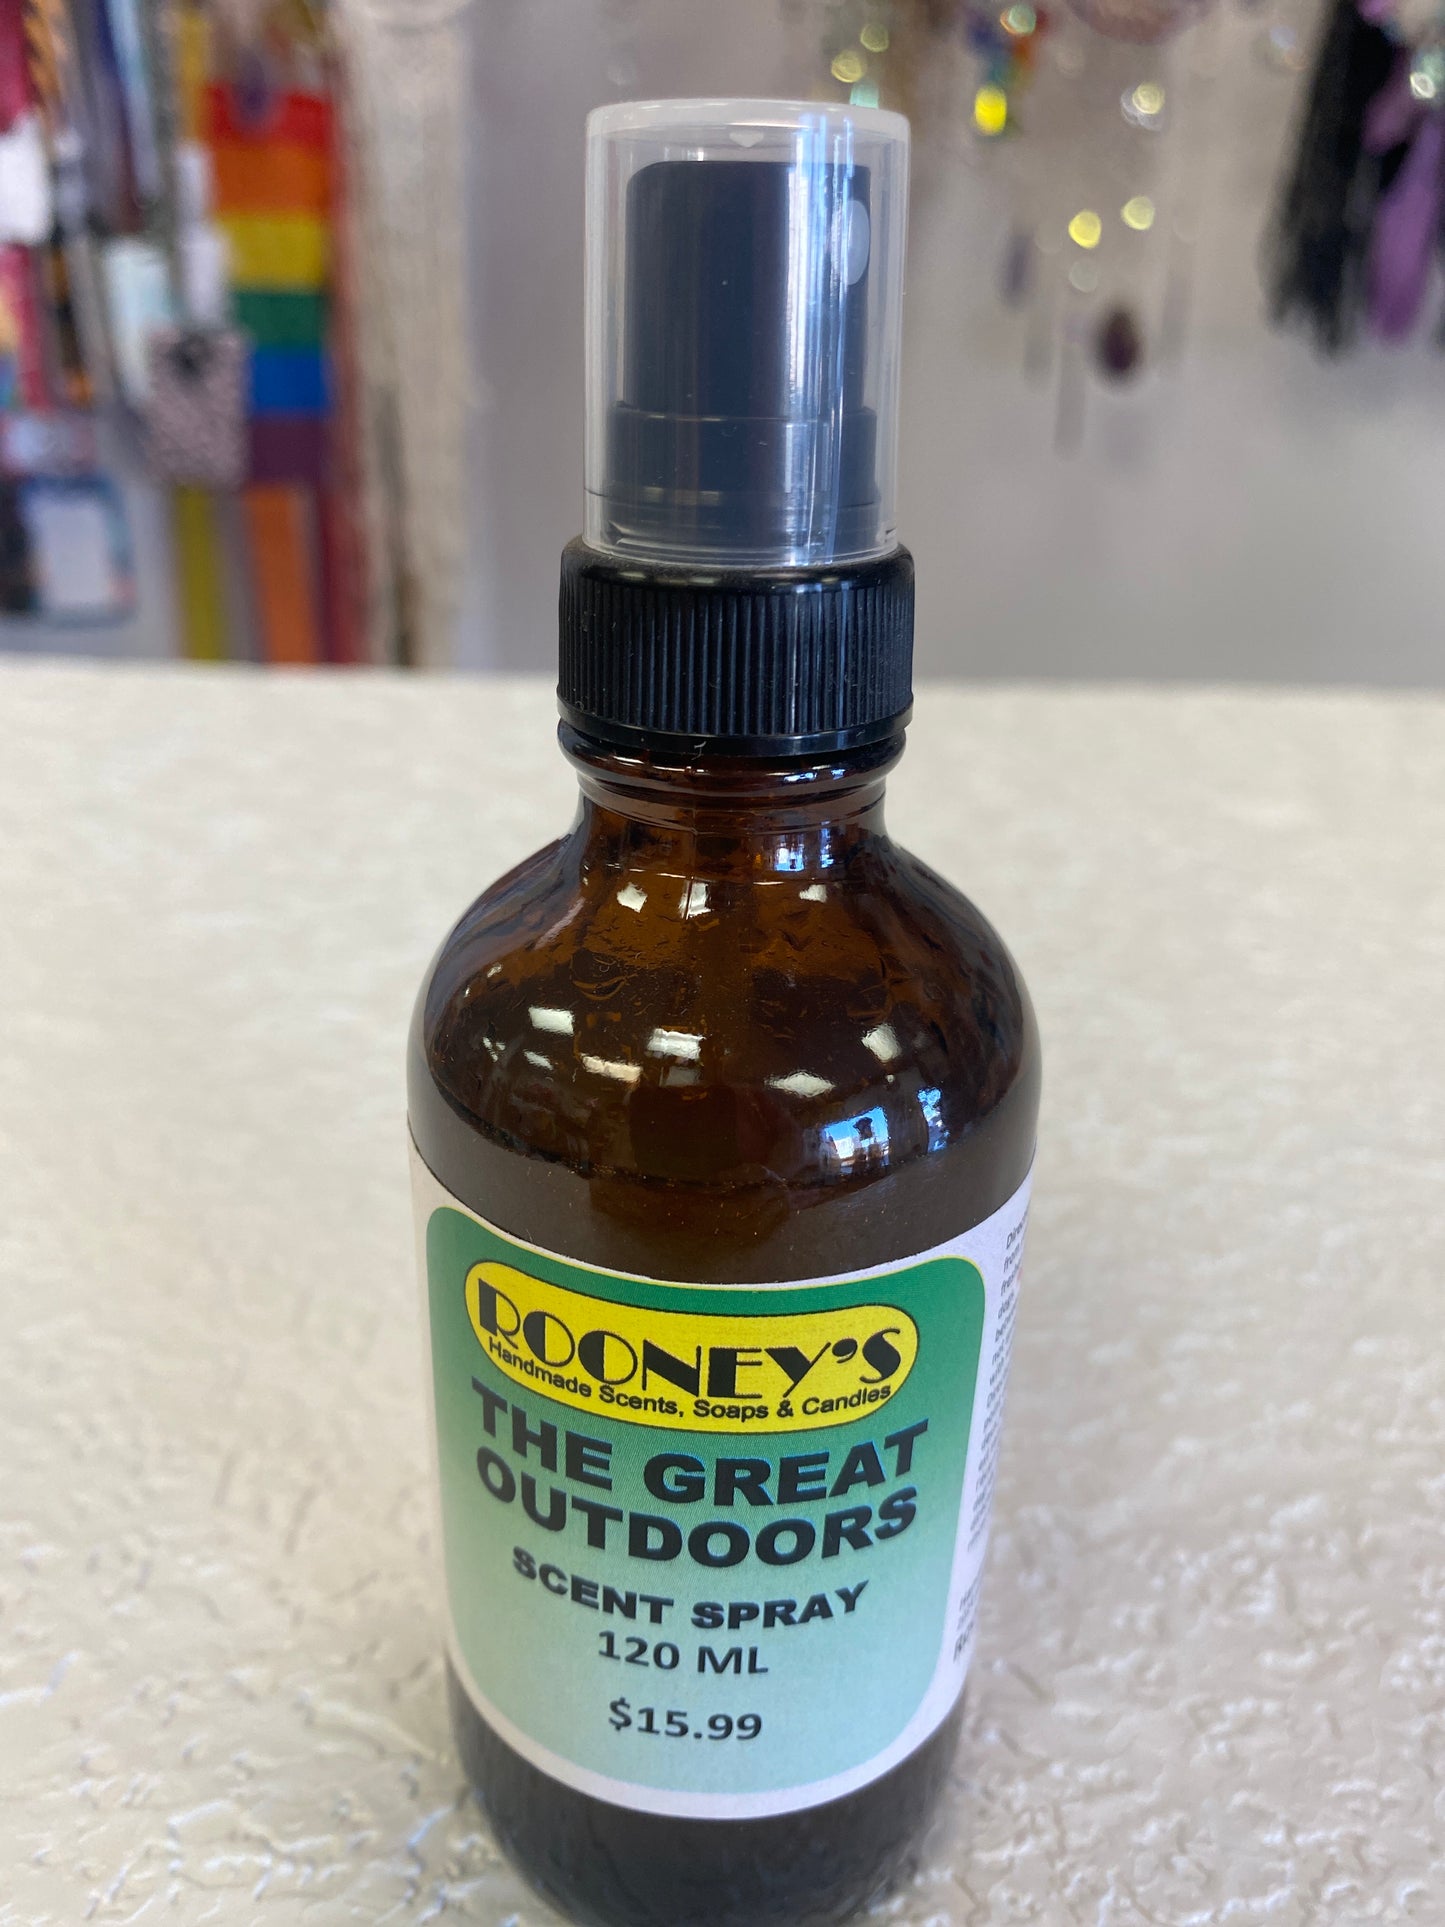 ROONEY'S
Handmade Scents, Soaps & Candles
THE GREAT
OUTDOORS
SCENT SPRAY
120 ML
$15.99